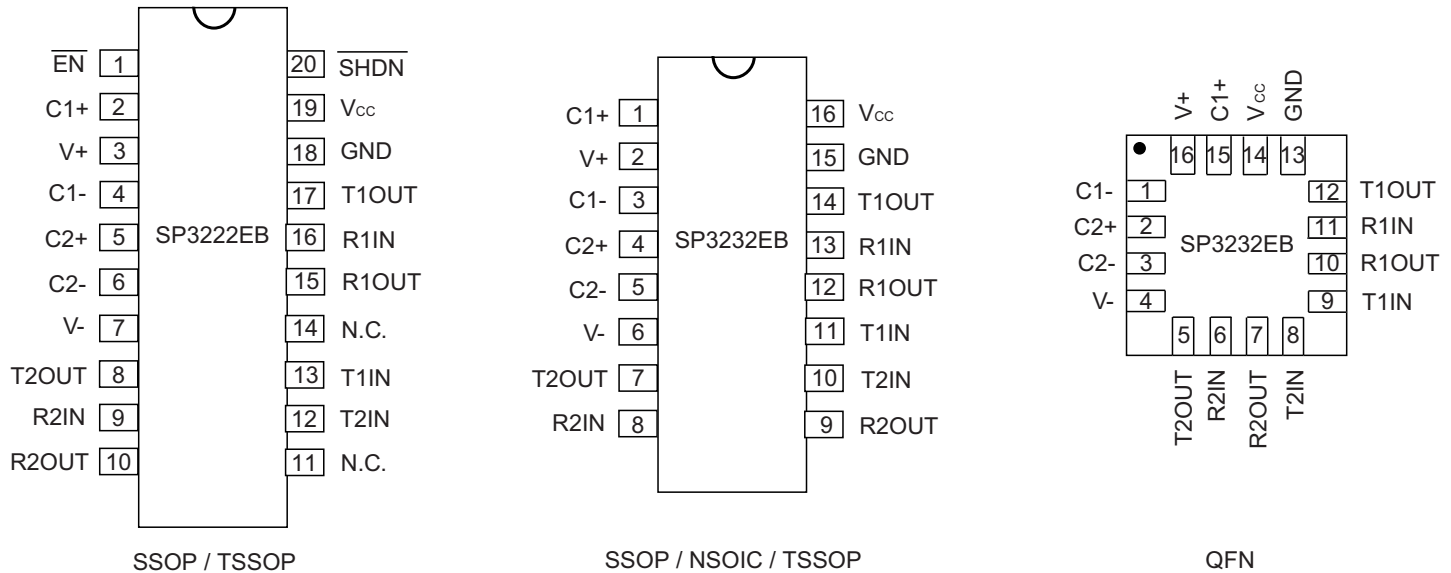 EN 1
C1+ 2
V+ 3
C1- 4
C2+ 5
C2- 6
V- 7
T2OUT 8
R2IN 9
R2OUT 10
SP3222EB
20 SHDN
19 Vcc
18 GND
17 T1OUT
16 R1IN
15 R1OUT
14 N.C.
13 T1IN
12 T2IN
11 N.C.
SSOP / TSSOP
C1+ 1
V+ 2
C1- 3
C2+ 4
C2- 5
V- 6
T2OUT 7
R2IN 8
SP3232EB
16 Vcc
15 GND
14 T1OUT
13 R1IN
12 R1OUT
11 T1IN
10 T2IN
9 R2OUT
SSOP / NSOIC / TSSOP
V+ C1+ Vcc GND
16 15 14 13
C1- 1
C2+ 2
C2- 3
V- 4
SP3232EB
12 T1OUT
11 R1IN
10 R1OUT
9 T1IN
5 6 7 8
T2OUT R2IN R2OUT T2IN
QFN